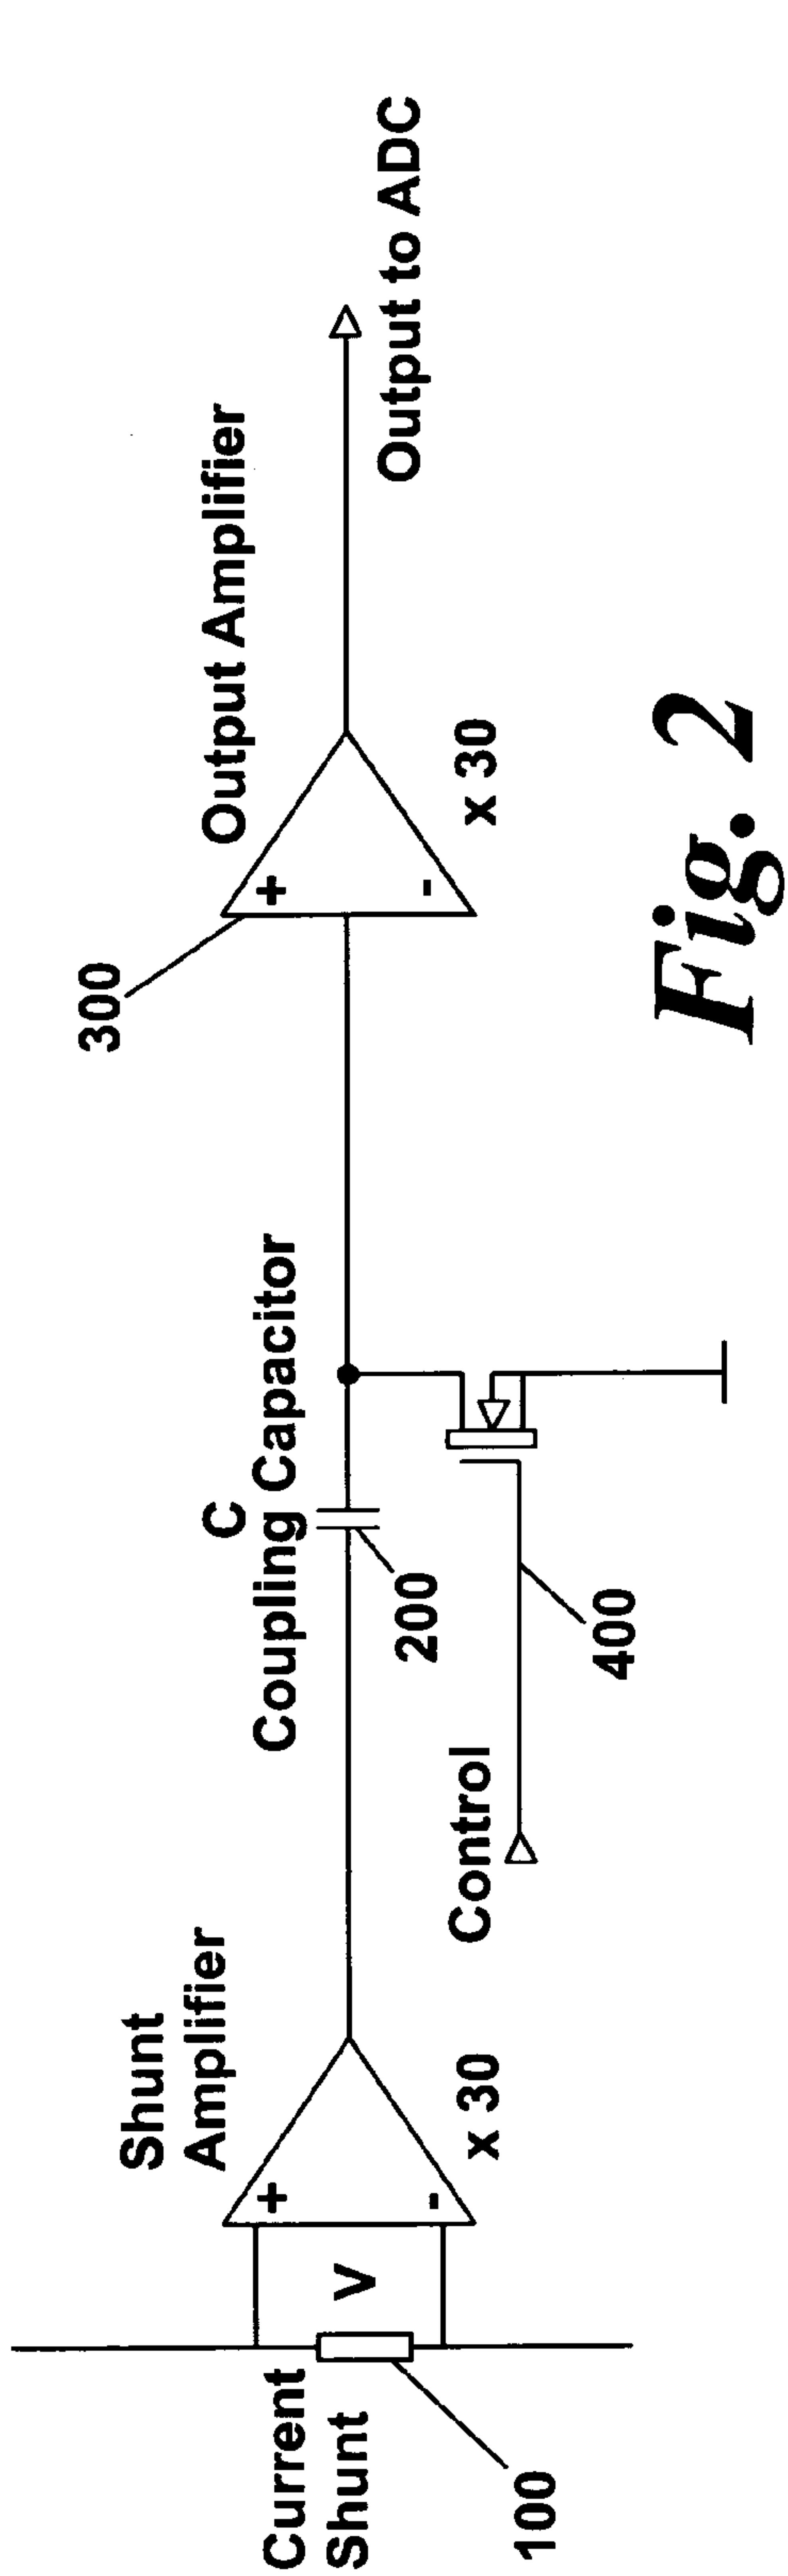 Current
Shunt
100
V
+
-
Shunt
Amplifier
x 30
Control
C
Coupling Capacitor
200
400
300
+
-
Output Amplifier
x 30
Output to ADC
Fig. 2